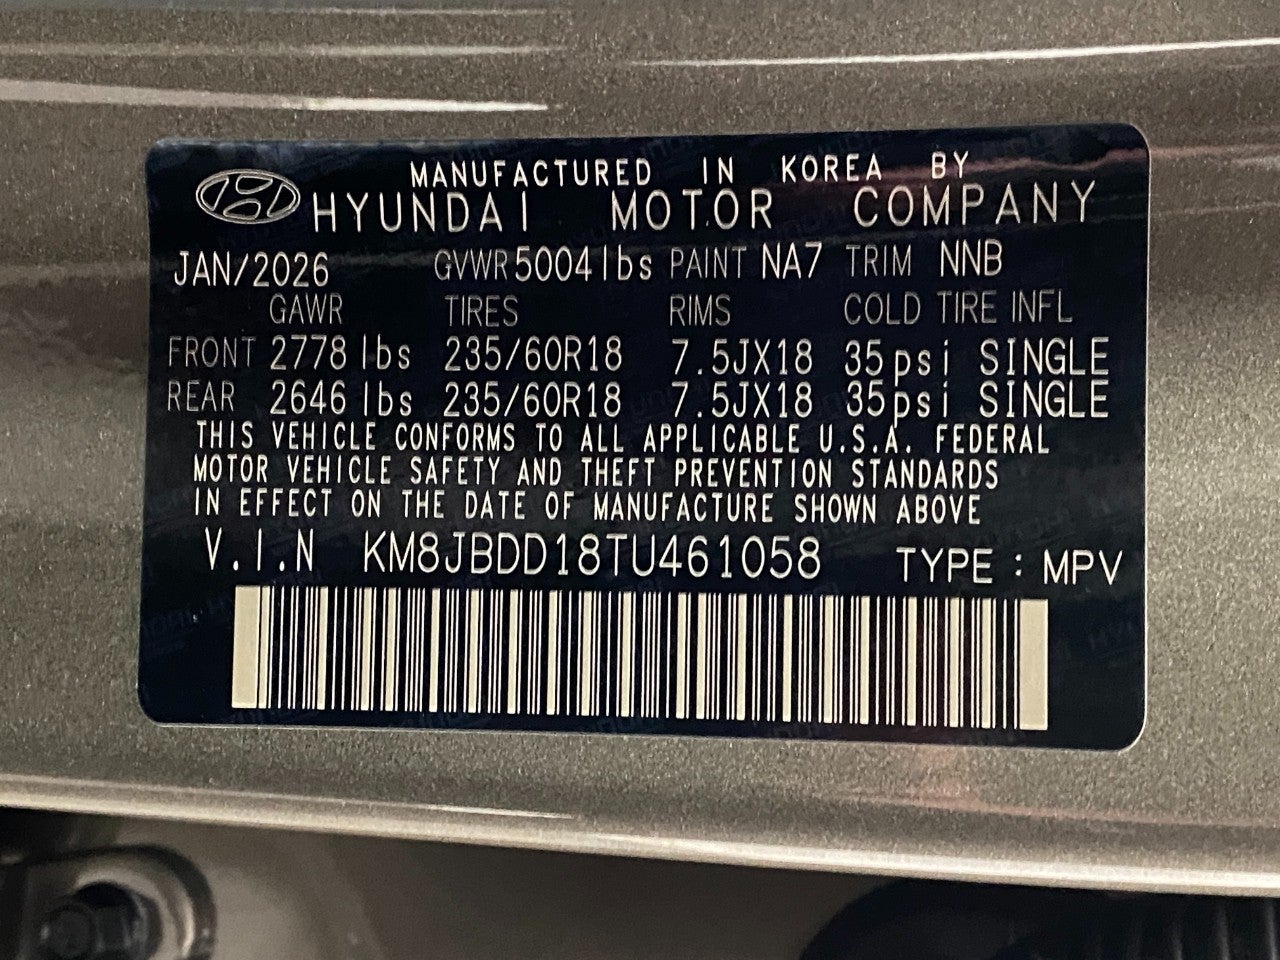 MANUFACTURED IN KOREA BY
HYUNDAI MOTOR COMPANY
JAN/2026 GVWR 5004 lbs PAINT NA7 TRIM NNB
GAWR TIRES RIMS COLD TIRE INFL
FRONT 2778 lbs 235/60R18 7.5JX18 35psi SINGLE
REAR 2646 lbs 235/60R18 7.5JX18 35psi SINGLE
THIS VEHICLE CONFORMS TO ALL APPLICABLE U.S.A. FEDERAL
MOTOR VEHICLE SAFETY AND THEFT PREVENTION STANDARDS
IN EFFECT ON THE DATE OF MANUFACTURE SHOWN ABOVE
V.I.N KM8JBDD18TU461058 TYPE : MPV